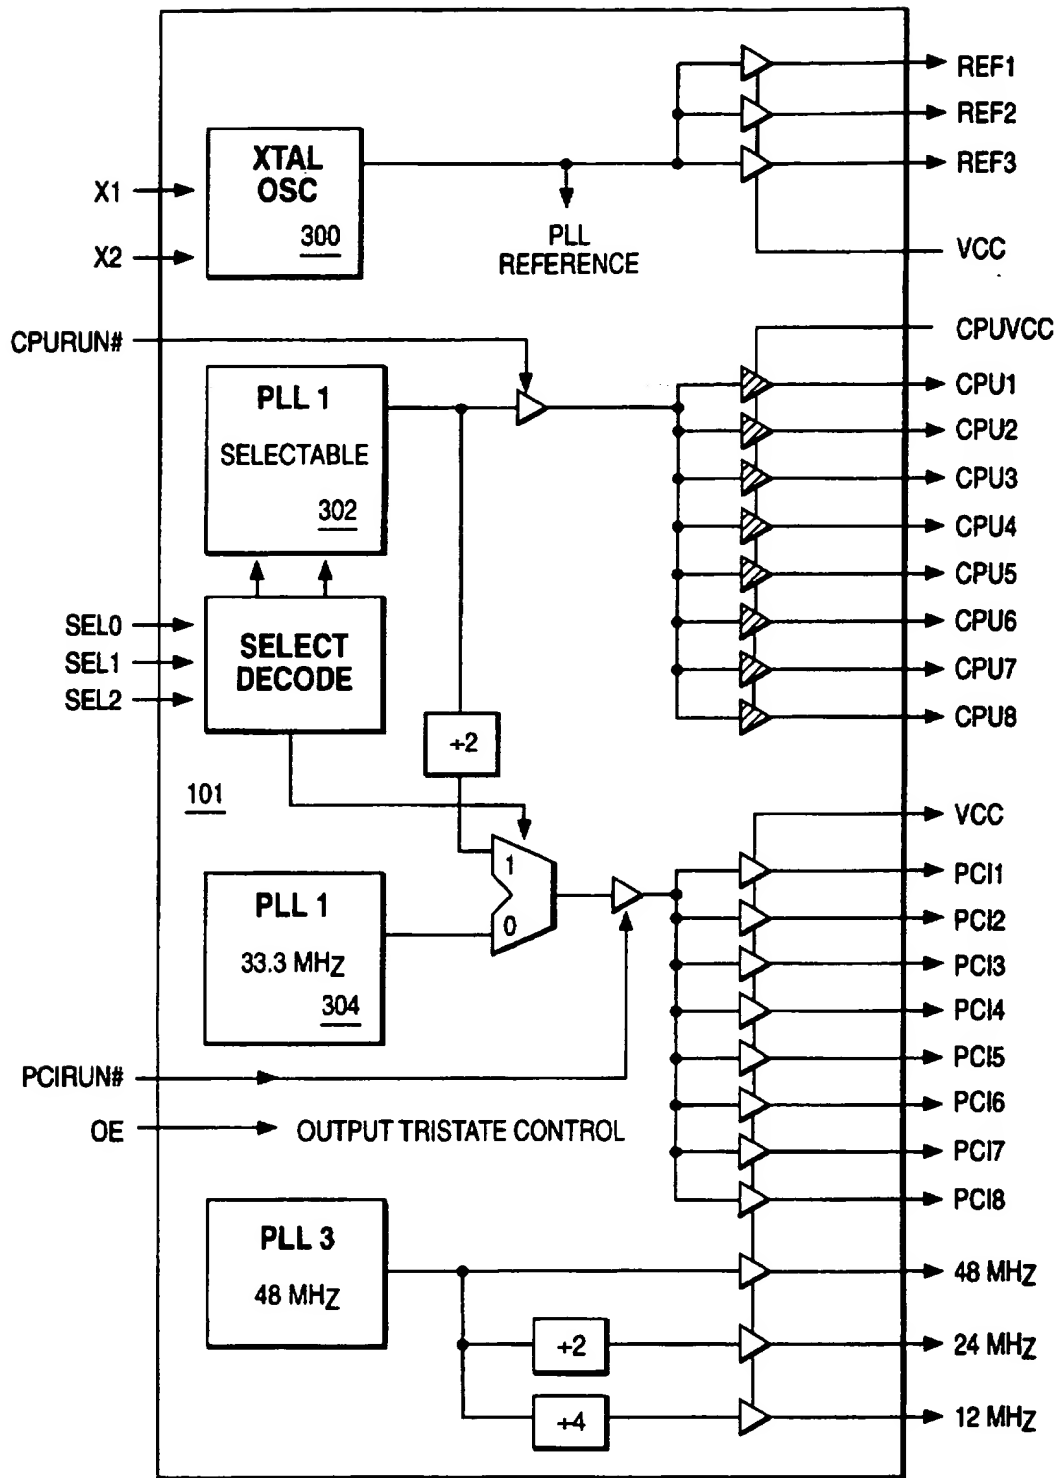 REF1
REF2
REF3
XTAL
OSC
300
X1
X2
PLL
REFERENCE
VCC
CPURUN#
CPUVCC
PLL 1
SELECTABLE
302
CPU1
CPU2
CPU3
CPU4
CPU5
CPU6
CPU7
CPU8
SEL0
SEL1
SEL2
SELECT
DECODE
÷2
101
VCC
1
0
PLL 1
33.3 MHZ
304
PCI1
PCI2
PCI3
PCI4
PCI5
PCI6
PCI7
PCI8
PCIRUN#
OE
OUTPUT TRISTATE CONTROL
PLL 3
48 MHZ
48 MHZ
÷2
24 MHZ
÷4
12 MHZ